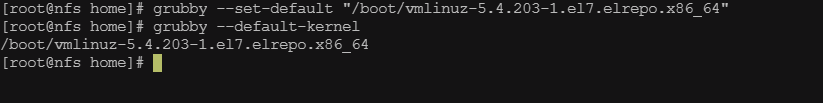 [root@nfs home]# grubby --set-default "/boot/vmlinuz-5.4.203-1.el7.elrepo.x86_64"
[root@nfs home]# grubby --default-kernel
/boot/vmlinuz-5.4.203-1.el7.elrepo.x86_64
[root@nfs home]#